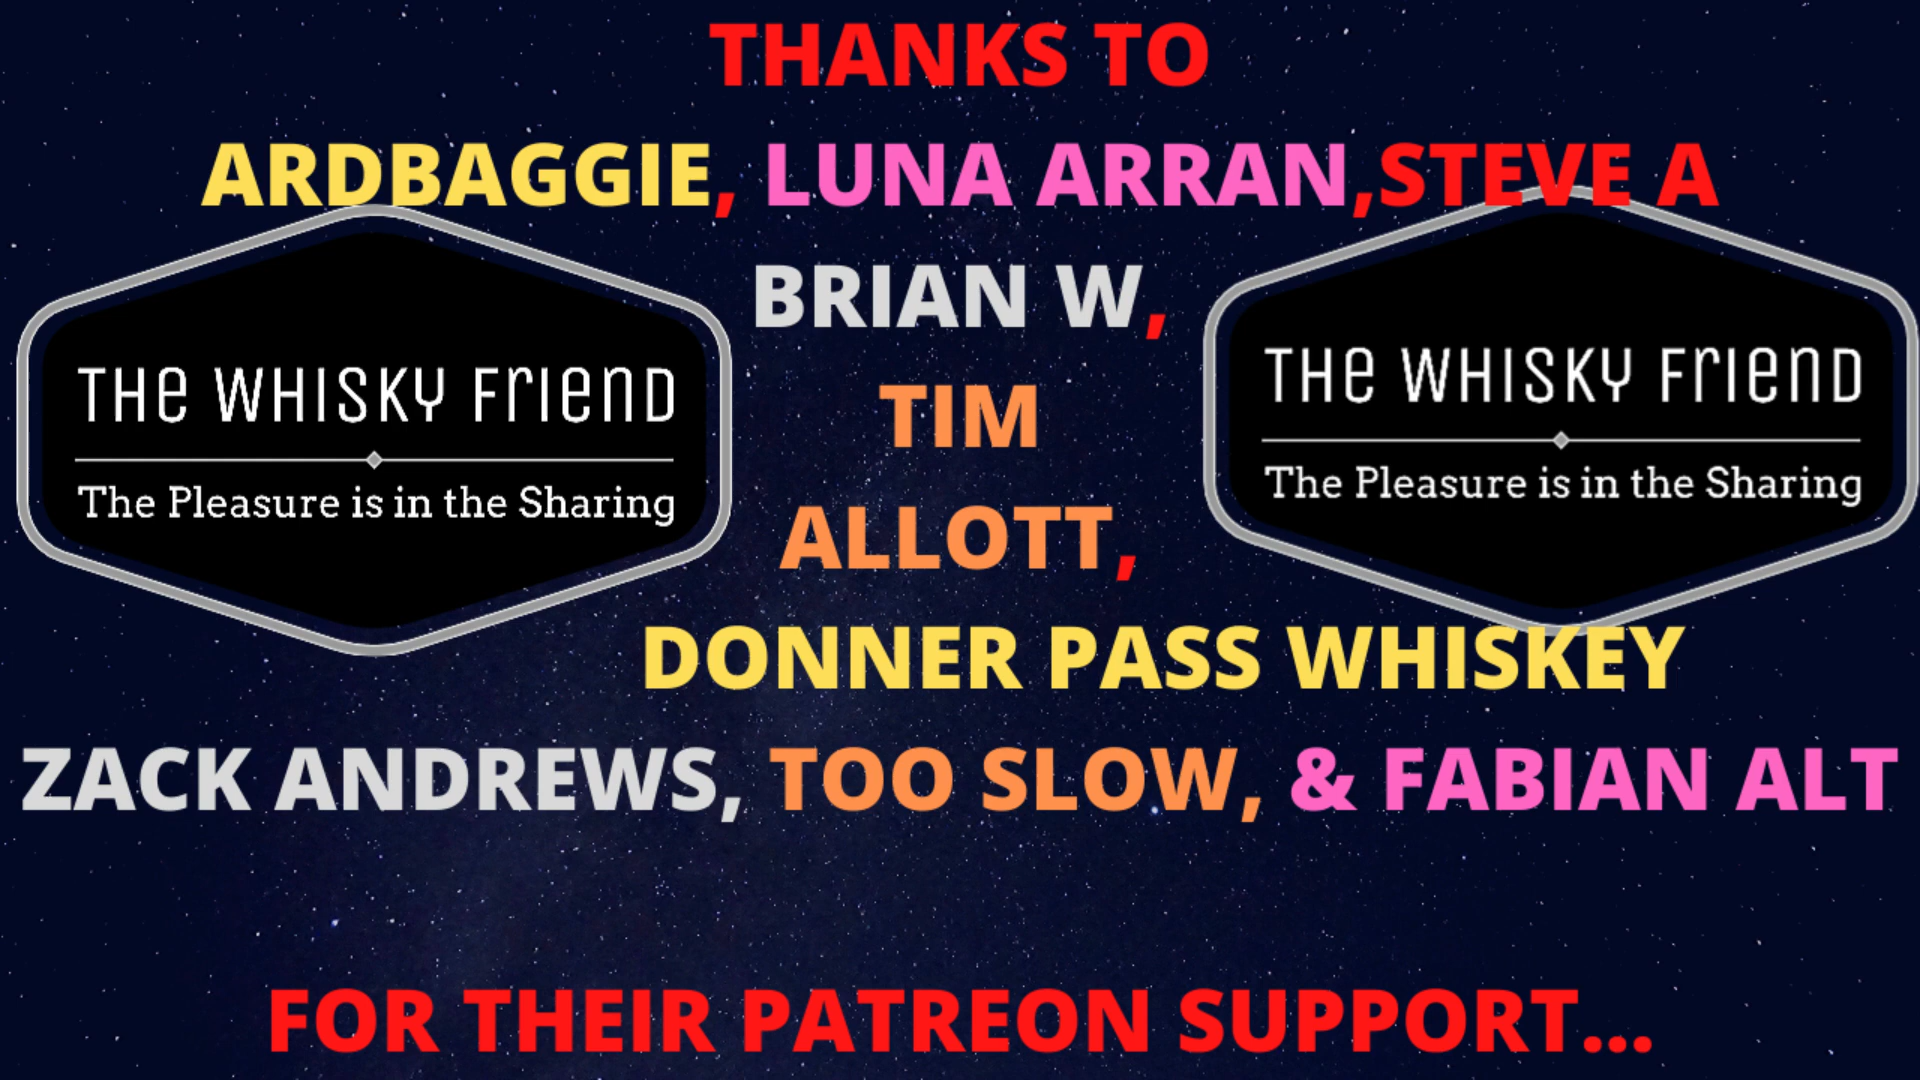 THANKS TO
ARDBAGGIE, LUNA ARRAN,STEVE A
BRIAN W,
TIM
ALLOTT,
THE WHISKY FRIEND
The Pleasure is in the Sharing
THE WHISKY FRIEND
The Pleasure is in the Sharing
DONNER PASS WHISKEY
ZACK ANDREWS, TOO SLOW, & FABIAN ALT
FOR THEIR PATREON SUPPORT...